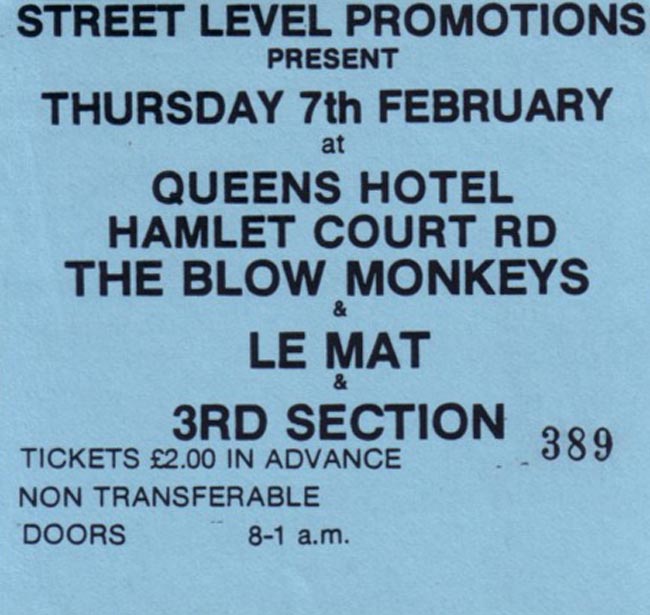 STREET LEVEL PROMOTIONS
PRESENT
THURSDAY 7th FEBRUARY
at
QUEENS HOTEL
HAMLET COURT RD
THE BLOW MONKEYS
&
LE MAT
&
3RD SECTION
389
TICKETS £2.00 IN ADVANCE
NON TRANSFERABLE
DOORS 8-1 a.m.